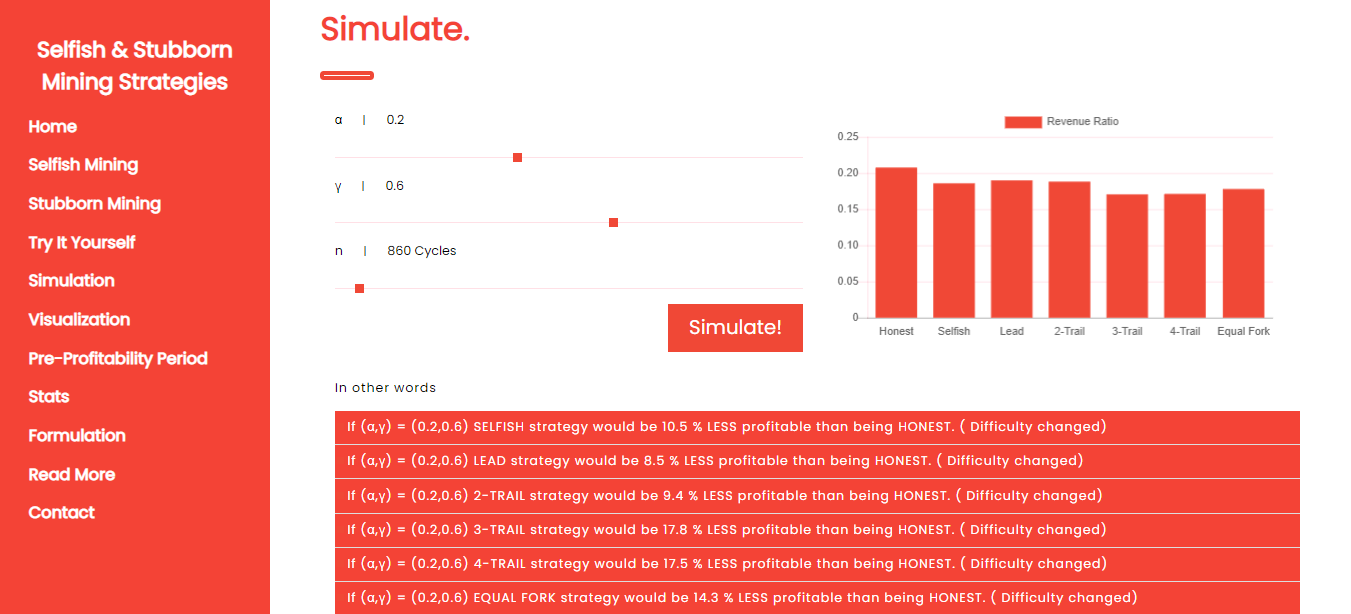 Selfish & Stubborn
Mining Strategies
Home
Selfish Mining
Stubborn Mining
Try It Yourself
Simulation
Visualization
Pre-Profitability Period
Stats
Formulation
Read More
Contact
Simulate.
α | 0.2
γ | 0.6
n | 860 Cycles
Simulate!
Revenue Ratio
0.25
0.20
0.15
0.10
0.05
0
Honest Selfish Lead 2-Trail 3-Trail 4-Trail Equal Fork
In other words
If (α,γ) = (0.2,0.6) SELFISH strategy would be 10.5 % LESS profitable than being HONEST. ( Difficulty changed)
If (α,γ) = (0.2,0.6) LEAD strategy would be 8.5 % LESS profitable than being HONEST. ( Difficulty changed)
If (α,γ) = (0.2,0.6) 2-TRAIL strategy would be 9.4 % LESS profitable than being HONEST. ( Difficulty changed)
If (α,γ) = (0.2,0.6) 3-TRAIL strategy would be 17.8 % LESS profitable than being HONEST. ( Difficulty changed)
If (α,γ) = (0.2,0.6) 4-TRAIL strategy would be 17.5 % LESS profitable than being HONEST. ( Difficulty changed)
If (α,γ) = (0.2,0.6) EQUAL FORK strategy would be 14.3 % LESS profitable than being HONEST. ( Difficulty changed)